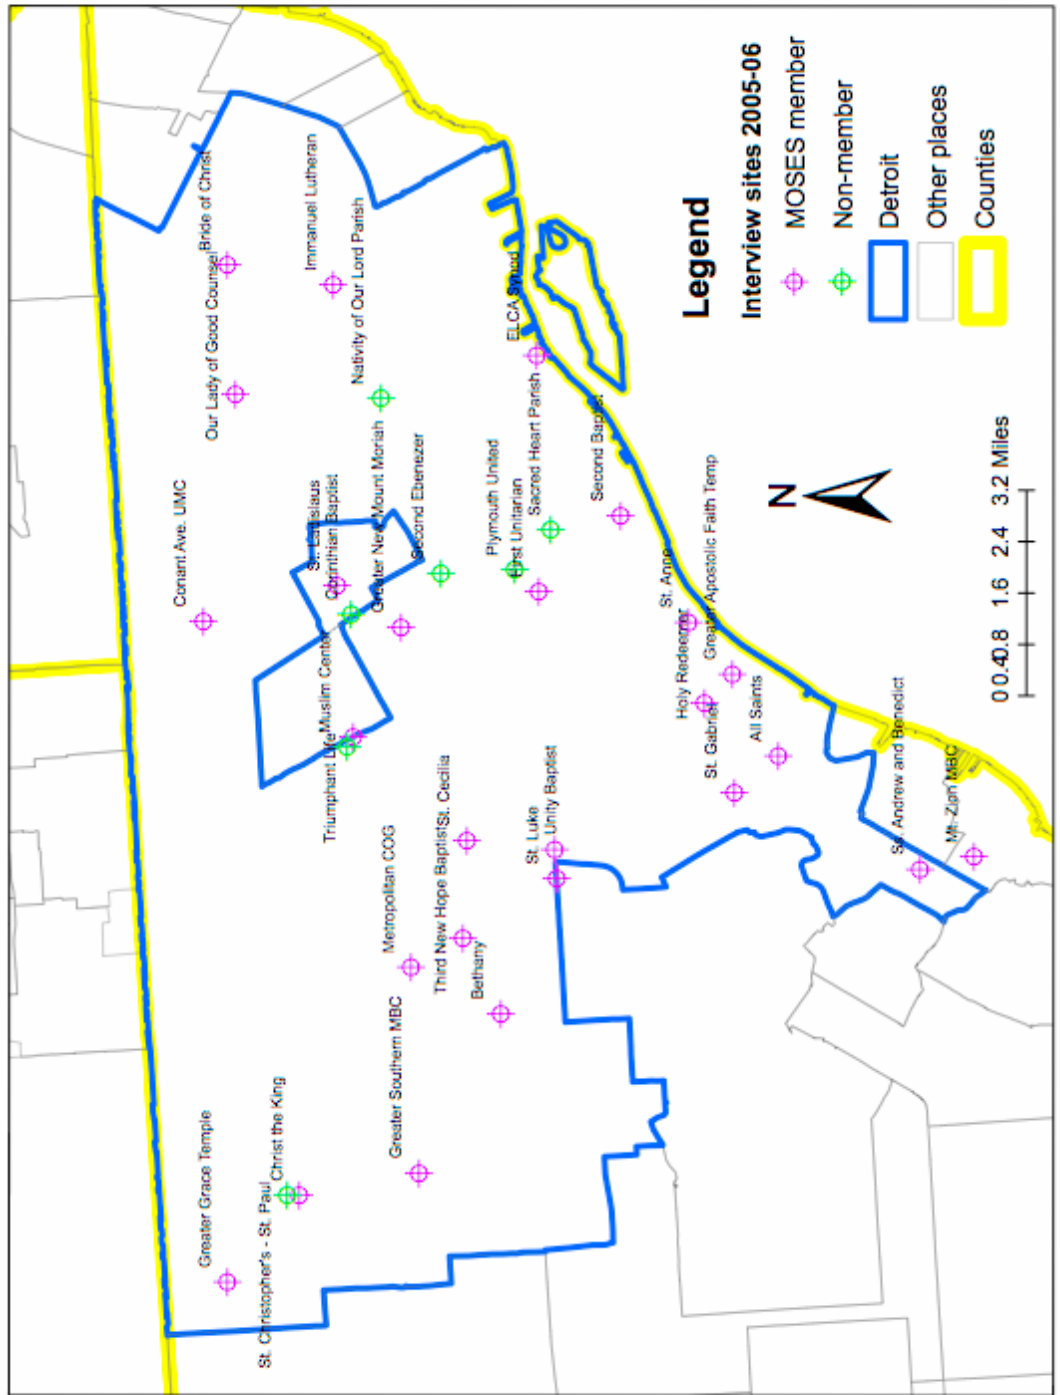 Greater Grace Temple
St. Christopher's - St. Paul
Christ the King
Greater Southern MBC
Metropolitan COG
Third New Hope Baptist
St. Cecilia
Bethany
St. Luke
Unity Baptist
Triumphant Life
Muslim Center
Conant Ave. UMC
St. Ladislaus
Corinthian Baptist
Greater New Mount Moriah
Second Ebenezer
Our Lady of Good Counsel
Bride of Christ
Immanuel Lutheran
Nativity of Our Lord Parish
Plymouth United
First Unitarian
Sacred Heart Parish
ELCA Synod
Second Baptist
St. Anne
Greater Apostolic Faith Temp
Holy Redeemer
St. Gabriel
All Saints
Ss. Andrew and Benedict
Mt. Zion MBC
N
0 0.4 0.8 1.6 2.4 3.2 Miles
Legend
Interview sites 2005-06
MOSES member
Non-member
Detroit
Other places
Counties